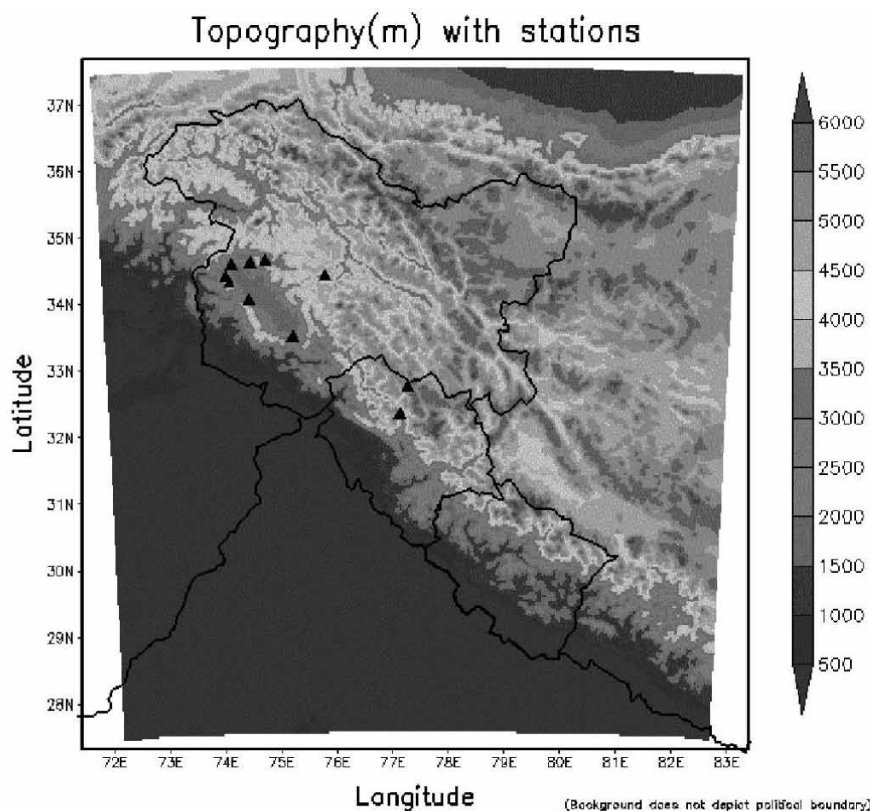 Topography(m) with stations
37N
36N
35N
34N
33N
32N
31N
30N
29N
28N
Latitude
72E 73E 74E 75E 76E 77E 78E 79E 80E 81E 82E 83E
Longitude
6000
5500
5000
4500
4000
3500
3000
2500
2000
1500
1000
500
(Background does not depict political boundary)